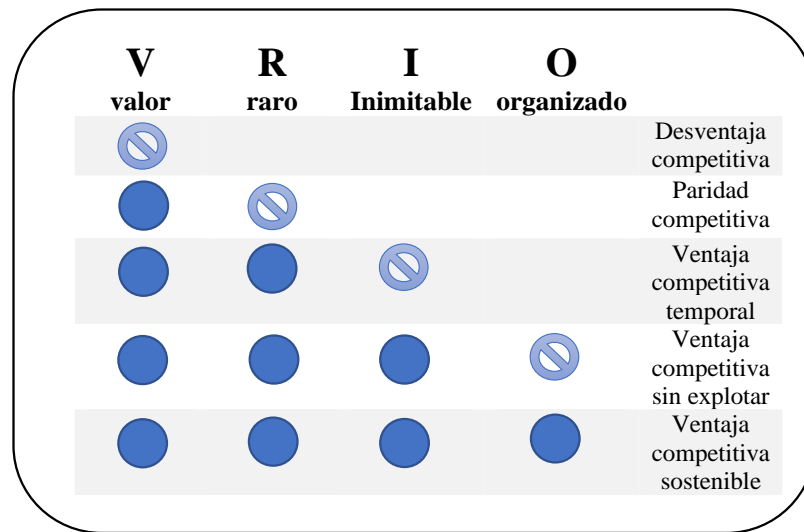 V R I O
valor raro Inimitable organizado
Desventaja
competitiva
Paridad
competitiva
Ventaja
competitiva
temporal
Ventaja
competitiva
sin explotar
Ventaja
competitiva
sostenible